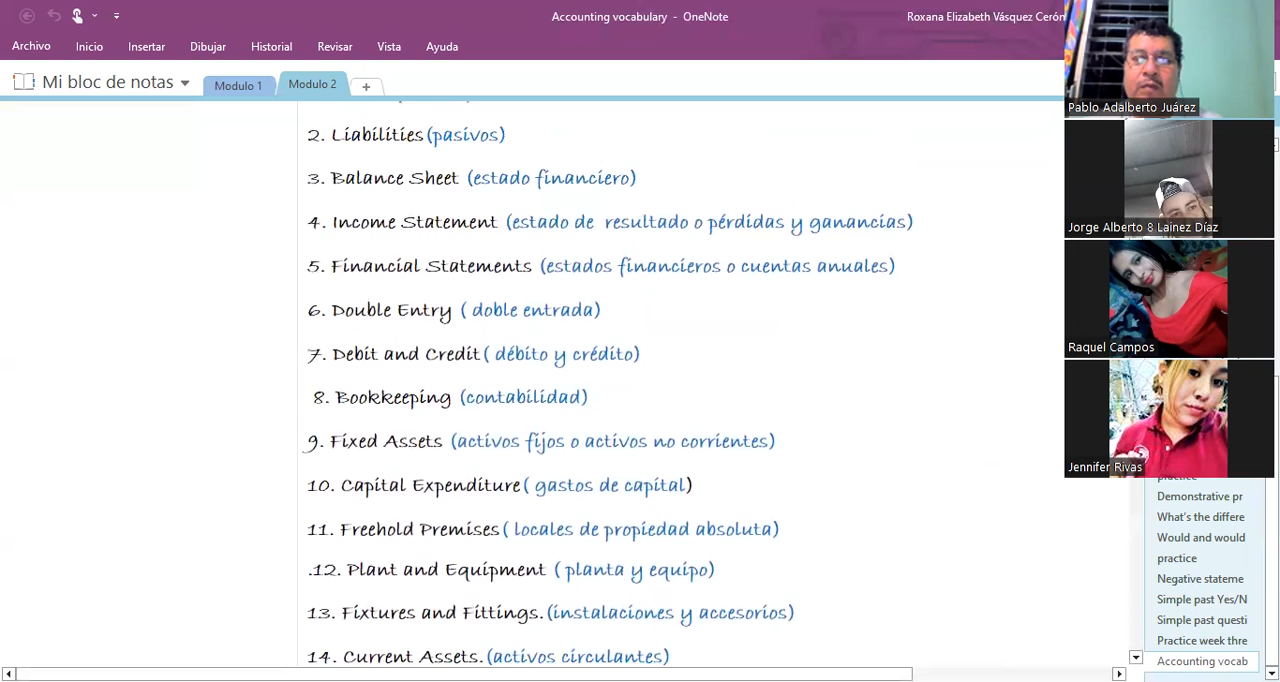 Accounting vocabulary - OneNote
Roxana Elizabeth Vásquez Cerón
Archivo Inicio Insertar Dibujar Historial Revisar Vista Ayuda
Mi bloc de notas Modulo 1 Modulo 2 +
2. Liabilities (pasivos)
3. Balance Sheet (estado financiero)
4. Income Statement (estado de resultado o pérdidas y ganancias)
5. Financial Statements (estados financieros o cuentas anuales)
6. Double Entry ( doble entrada)
7. Debit and Credit ( débito y crédito)
8. Bookkeeping (contabilidad)
9. Fixed Assets (activos fijos o activos no corrientes)
10. Capital Expenditure ( gastos de capital)
11. Freehold Premises ( locales de propiedad absoluta)
.12. Plant and Equipment ( planta y equipo)
13. Fixtures and Fittings. (instalaciones y accesorios)
14. Current Assets. (activos circulantes)
Pablo Adalberto Juárez
Jorge Alberto 8 Lainez Díaz
Raquel Campos
Jennifer Rivas
practice
Demonstrative pr
What's the differe
Would and would
practice
Negative stateme
Simple past Yes/N
Simple past questi
Practice week thre
Accounting vocab